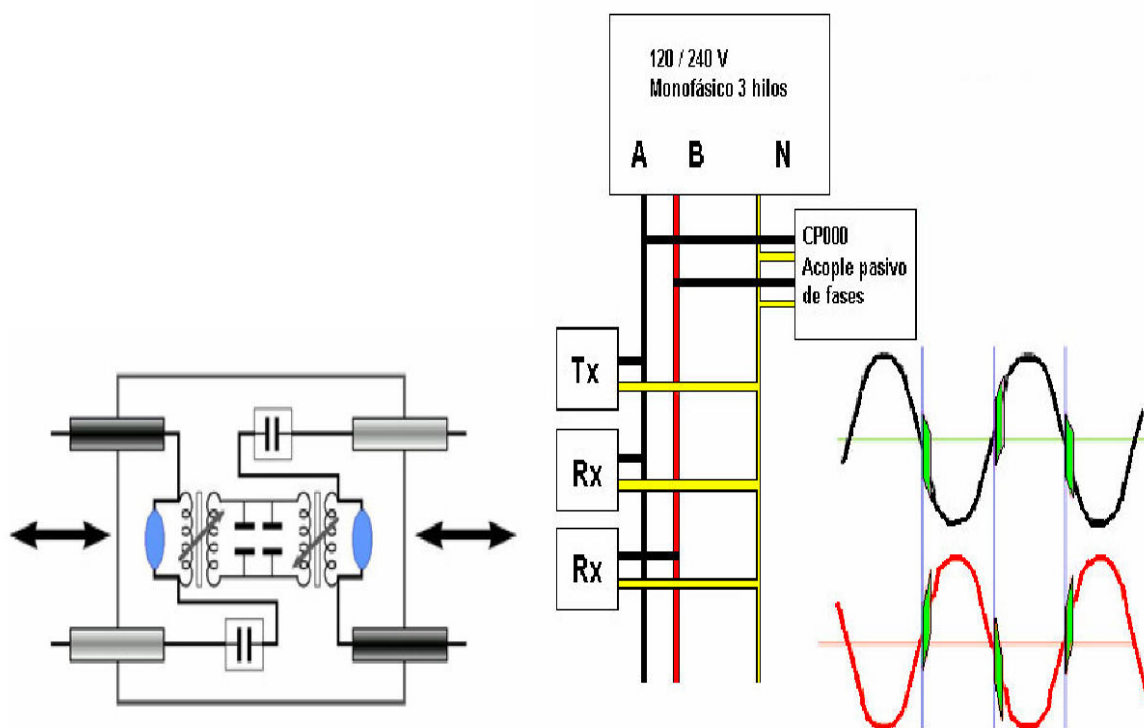 120 / 240 V
Monofásico 3 hilos
A B N
CP000
Acople pasivo
de fases
Tx
Rx
Rx